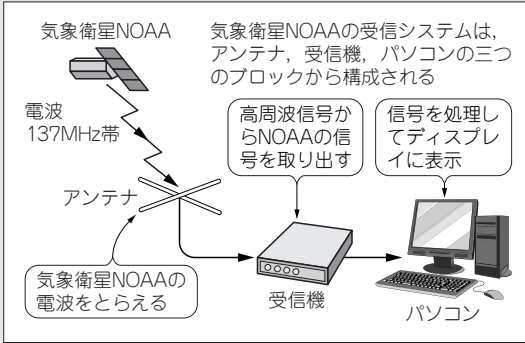 気象衛星NOAA
気象衛星NOAAの受信システムは，
アンテナ，受信機，パソコンの三つ
のブロックから構成される
電波
137MHz帯
高周波信号か
らNOAAの信
号を取り出す
信号を処理し
てディスプレ
イに表示
アンテナ
気象衛星NOAAの
電波をとらえる
受信機
パソコン